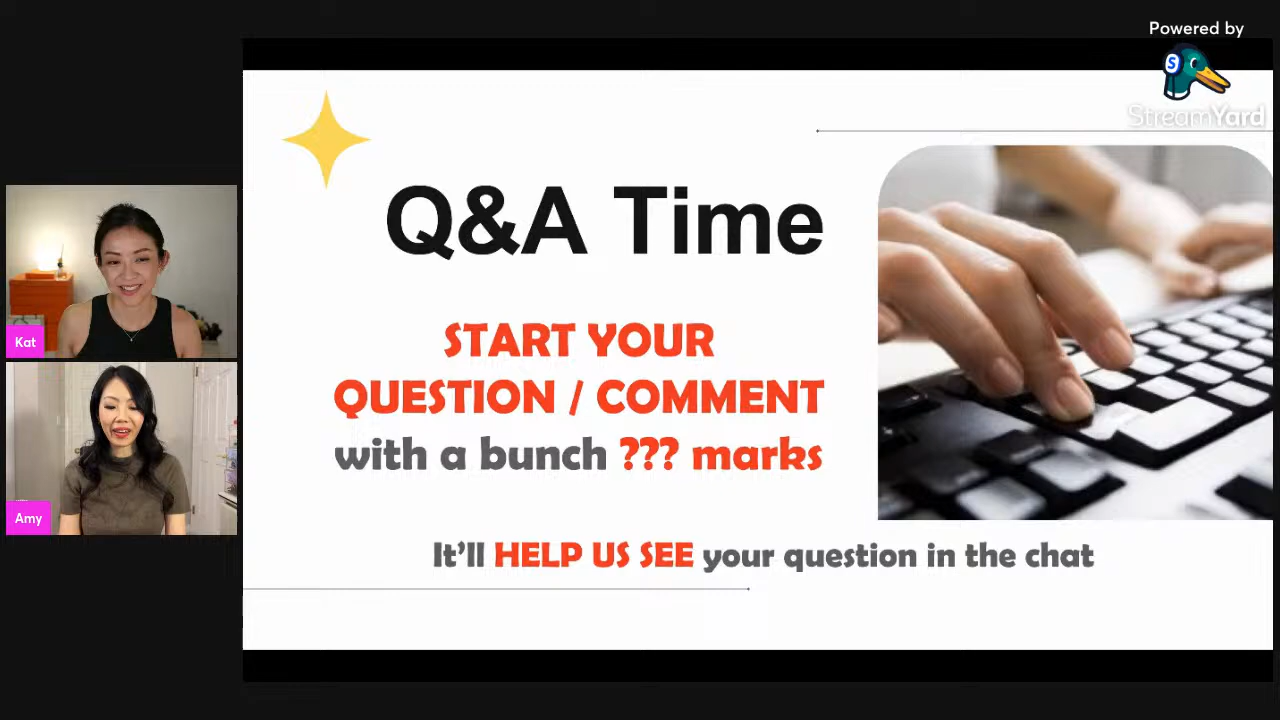 Powered by
S
StreamYard
Q&A Time
START YOUR
QUESTION / COMMENT
with a bunch ??? marks
It'll HELP US SEE your question in the chat
Kat
Amy